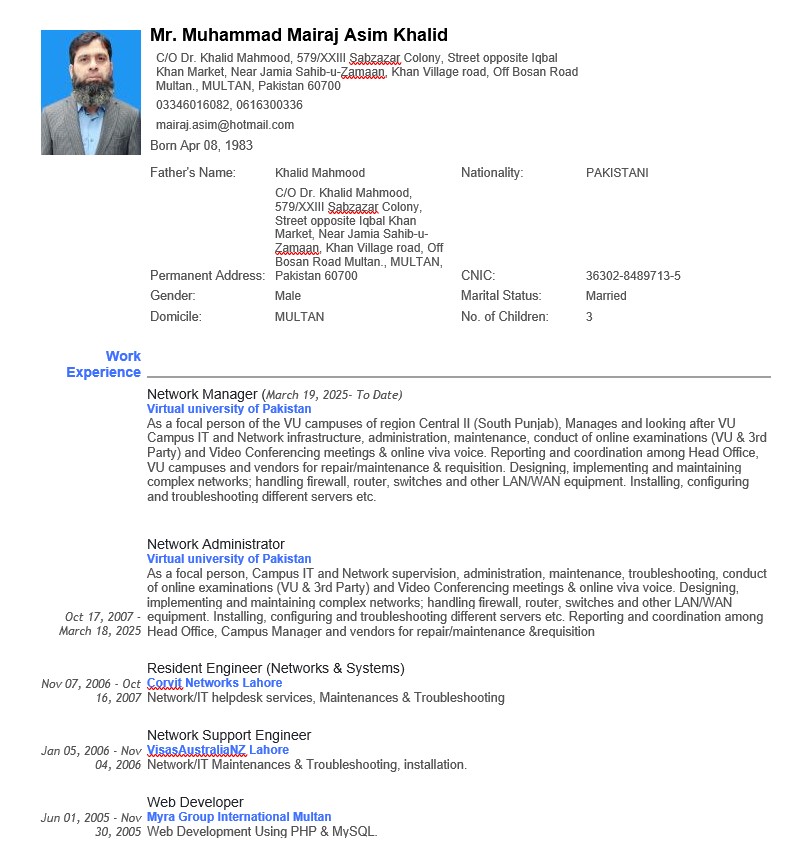 Mr. Muhammad Mairaj Asim Khalid
C/O Dr. Khalid Mahmood, 579/XXIII Sabzazar Colony, Street opposite Iqbal
Khan Market, Near Jamia Sahib-u-Zamaan, Khan Village road, Off Bosan Road
Multan., MULTAN, Pakistan 60700
03346016082, 0616300336
mairaj.asim@hotmail.com
Born Apr 08, 1983
Father's Name: Khalid Mahmood Nationality: PAKISTANI
C/O Dr. Khalid Mahmood,
579/XXIII Sabzazar Colony,
Street opposite Iqbal Khan
Market, Near Jamia Sahib-u-
Zamaan, Khan Village road, Off
Bosan Road Multan., MULTAN,
Permanent Address: Pakistan 60700 CNIC: 36302-8489713-5
Gender: Male Marital Status: Married
Domicile: MULTAN No. of Children: 3
Work
Experience
Network Manager (March 19, 2025- To Date)
Virtual university of Pakistan
As a focal person of the VU campuses of region Central II (South Punjab), Manages and looking after VU
Campus IT and Network infrastructure, administration, maintenance, conduct of online examinations (VU & 3rd
Party) and Video Conferencing meetings & online viva voice. Reporting and coordination among Head Office,
VU campuses and vendors for repair/maintenance & requisition. Designing, implementing and maintaining
complex networks; handling firewall, router, switches and other LAN/WAN equipment. Installing, configuring
and troubleshooting different servers etc.
Network Administrator
Virtual university of Pakistan
As a focal person, Campus IT and Network supervision, administration, maintenance, troubleshooting, conduct
of online examinations (VU & 3rd Party) and Video Conferencing meetings & online viva voice. Designing,
implementing and maintaining complex networks; handling firewall, router, switches and other LAN/WAN
Oct 17, 2007 - equipment. Installing, configuring and troubleshooting different servers etc. Reporting and coordination among
March 18, 2025 Head Office, Campus Manager and vendors for repair/maintenance &requisition
Resident Engineer (Networks & Systems)
Nov 07, 2006 - Oct Corvit Networks Lahore
16, 2007 Network/IT helpdesk services, Maintenances & Troubleshooting
Network Support Engineer
Jan 05, 2006 - Nov VisasAustraliaNZ Lahore
04, 2006 Network/IT Maintenances & Troubleshooting, installation.
Web Developer
Jun 01, 2005 - Nov Myra Group International Multan
30, 2005 Web Development Using PHP & MySQL.